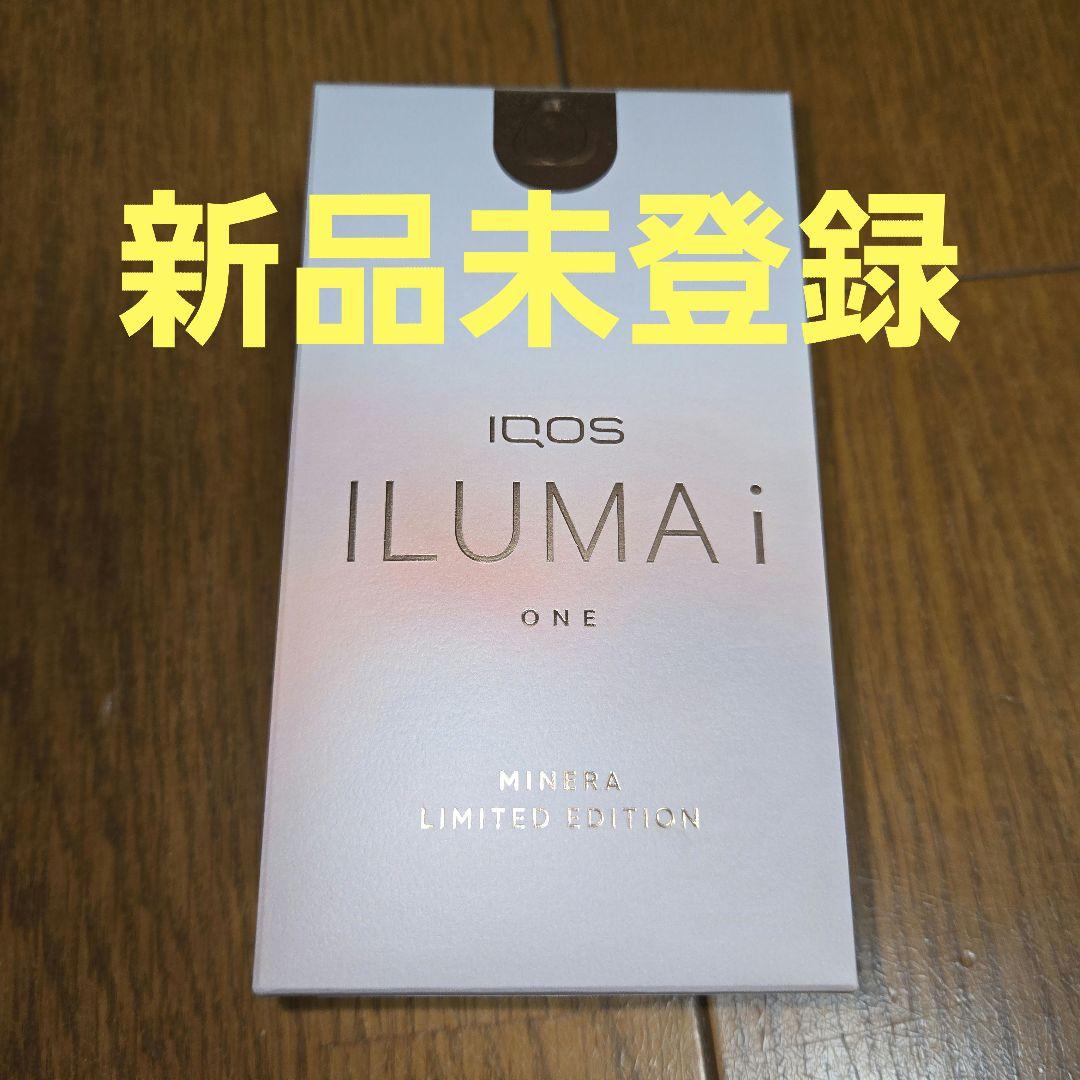 新品未登録
IQOS
ILUMA i
ONE
MINERA
LIMITED EDITION